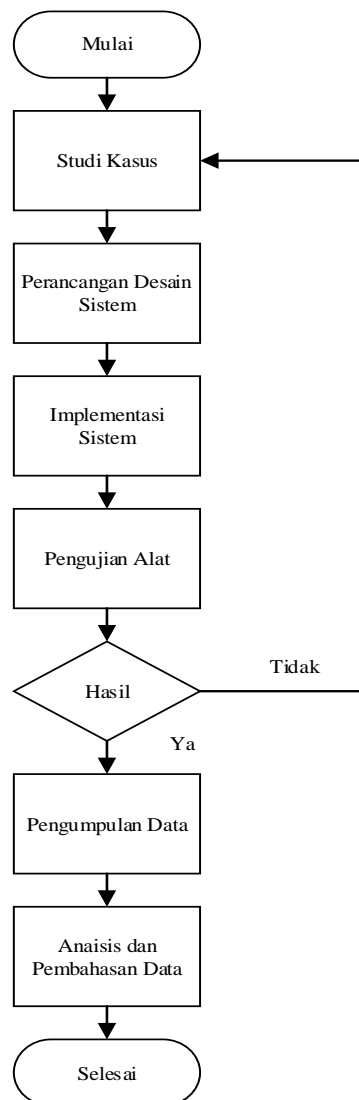 Mulai
Studi Kasus
Perancangan Desain
Sistem
Implementasi
Sistem
Pengujian Alat
Hasil
Tidak
Ya
Pengumpulan Data
Anaisis dan
Pembahasan Data
Selesai